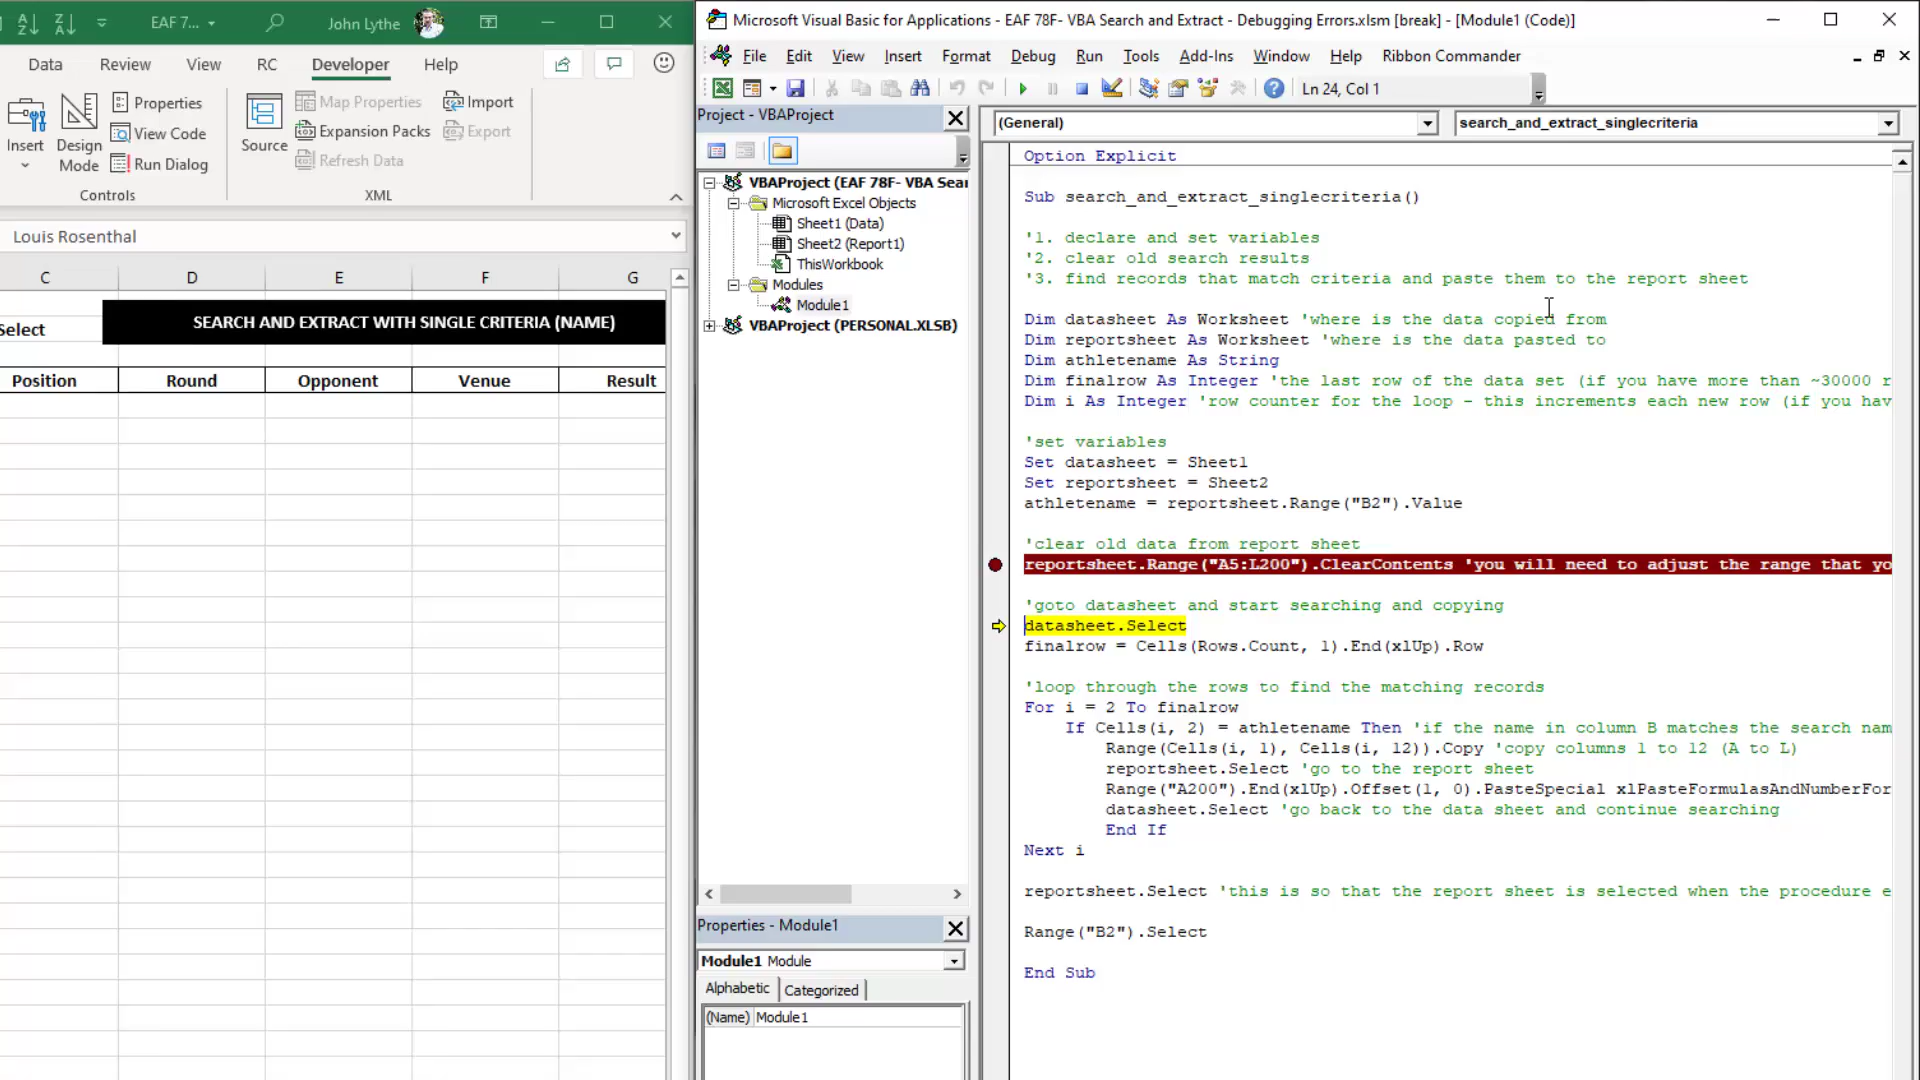 EAF 7...
John Lythe
Data
Review
View
RC
Developer
Help
Insert
Design
Mode
Properties
View Code
Run Dialog
Controls
Source
Map Properties
Expansion Packs
Refresh Data
Import
Export
XML
Louis Rosenthal
C
D
E
F
G
Select
SEARCH AND EXTRACT WITH SINGLE CRITERIA (NAME)
Position
Round
Opponent
Venue
Result
Microsoft Visual Basic for Applications - EAF 78F- VBA Search and Extract - Debugging Errors.xlsm [break] - [Module1 (Code)]
File
Edit
View
Insert
Format
Debug
Run
Tools
Add-Ins
Window
Help
Ribbon Commander
Ln 24, Col 1
Project - VBAProject
VBAProject (EAF 78F- VBA Sear
Microsoft Excel Objects
Sheet1 (Data)
Sheet2 (Report1)
ThisWorkbook
Modules
Module1
VBAProject (PERSONAL.XLSB)
Properties - Module1
Module1 Module
Alphabetic
Categorized
(Name) Module1
(General)
search_and_extract_singlecriteria
Option Explicit
Sub search_and_extract_singlecriteria()
'1. declare and set variables
'2. clear old search results
'3. find records that match criteria and paste them to the report sheet
Dim datasheet As Worksheet 'where is the data copied from
Dim reportsheet As Worksheet 'where is the data pasted to
Dim athletename As String
Dim finalrow As Integer 'the last row of the data set (if you have more than ~30000 r
Dim i As Integer 'row counter for the loop - this increments each new row (if you hav
'set variables
Set datasheet = Sheet1
Set reportsheet = Sheet2
athletename = reportsheet.Range("B2").Value
'clear old data from report sheet
reportsheet.Range("A5:L200").ClearContents 'you will need to adjust the range that yo
'goto datasheet and start searching and copying
datasheet.Select
finalrow = Cells(Rows.Count, 1).End(xlUp).Row
'loop through the rows to find the matching records
For i = 2 To finalrow
If Cells(i, 2) = athletename Then 'if the name in column B matches the search nam
Range(Cells(i, 1), Cells(i, 12)).Copy 'copy columns 1 to 12 (A to L)
reportsheet.Select 'go to the report sheet
Range("A200").End(xlUp).Offset(1, 0).PasteSpecial xlPasteFormulasAndNumberFor
datasheet.Select 'go back to the data sheet and continue searching
End If
Next i
reportsheet.Select 'this is so that the report sheet is selected when the procedure e
Range("B2").Select
End Sub